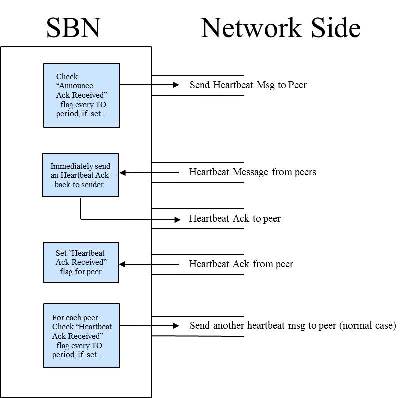 SBN
Network Side
Check
"Announce
Ack Received"
flag every TO
period, if set
Send Heartbeat Msg to Peer
Immediately send
an Heartbeat Ack
back to sender
Heartbeat Message from peers
Heartbeat Ack to peer
Set "Heartbeat
Ack Received"
flag for peer
Heartbeat Ack from peer
For each peer
Check "Heartbeat
Ack Received"
flag every TO
period, if set
Send another heartbeat msg to peer (normal case)